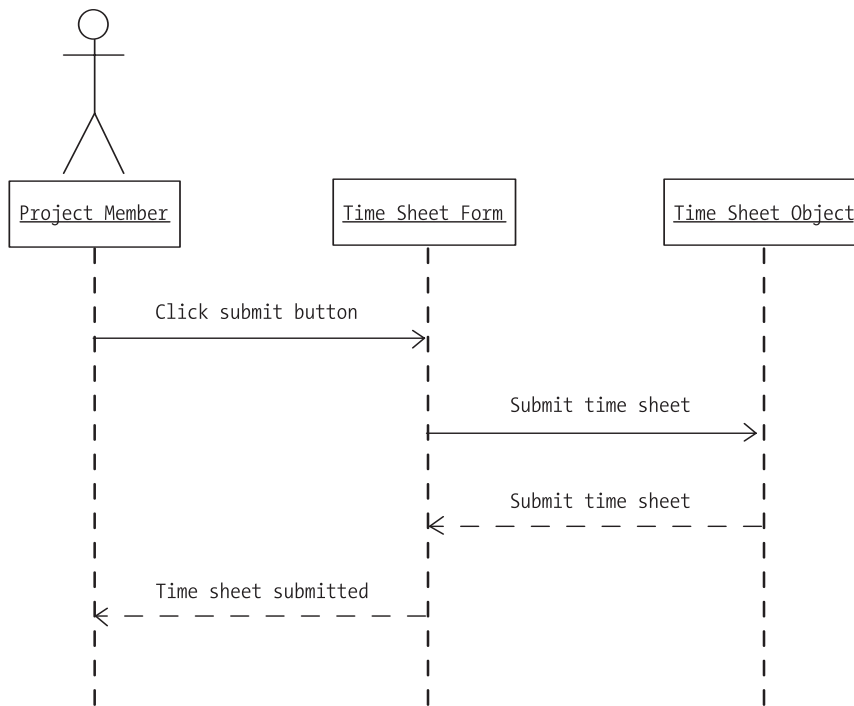 Project Member
Time Sheet Form
Time Sheet Object
Click submit button
Submit time sheet
Submit time sheet
Time sheet submitted